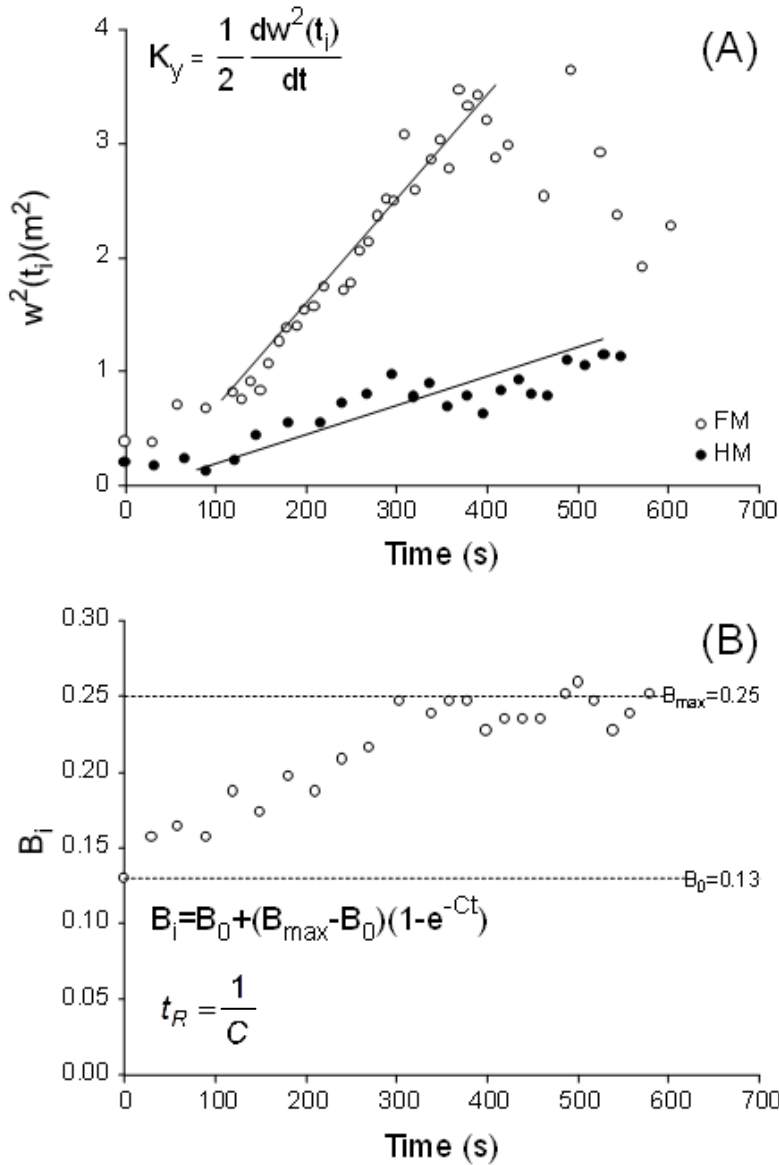 (A)
K_y = 1/2 dw²(t_i)/dt
4
3
2
1
0
w²(t_i)(m²)
FM
HM
0 100 200 300 400 500 600 700
Time (s)
(B)
0.30
0.25
0.20
0.15
0.10
0.05
0.00
B_i
B_max=0.25
B_0=0.13
B_i=B_0+(B_max-B_0)(1-e^-Ct)
t_R = 1/C
0 100 200 300 400 500 600 700
Time (s)